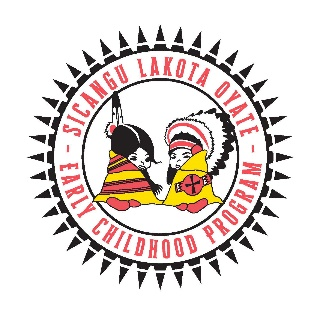 - SICANGU LAKOTA OYATE -
EARLY CHILDHOOD PROGRAM